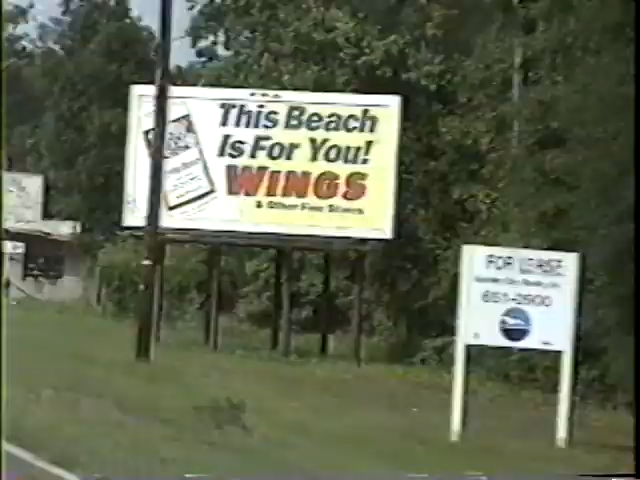 This Beach
Is For You!
WINGS
& Other Fine Stores
FOR LEASE
651-2900